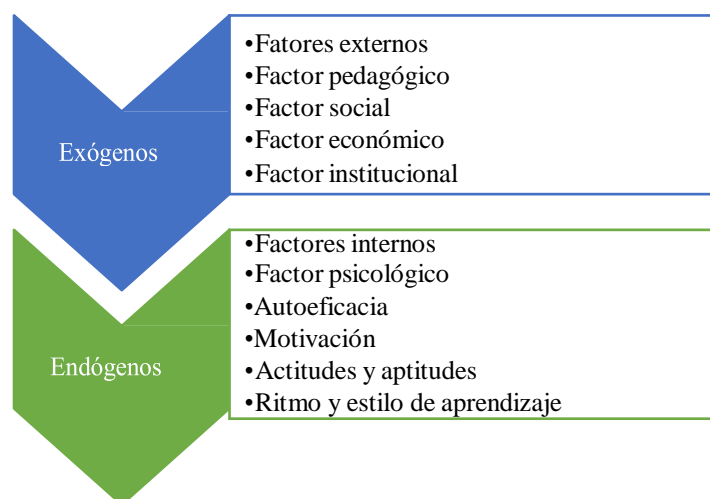 Exógenos
•Fatores externos
•Factor pedagógico
•Factor social
•Factor económico
•Factor institucional
Endógenos
•Factores internos
•Factor psicológico
•Autoeficacia
•Motivación
•Actitudes y aptitudes
•Ritmo y estilo de aprendizaje